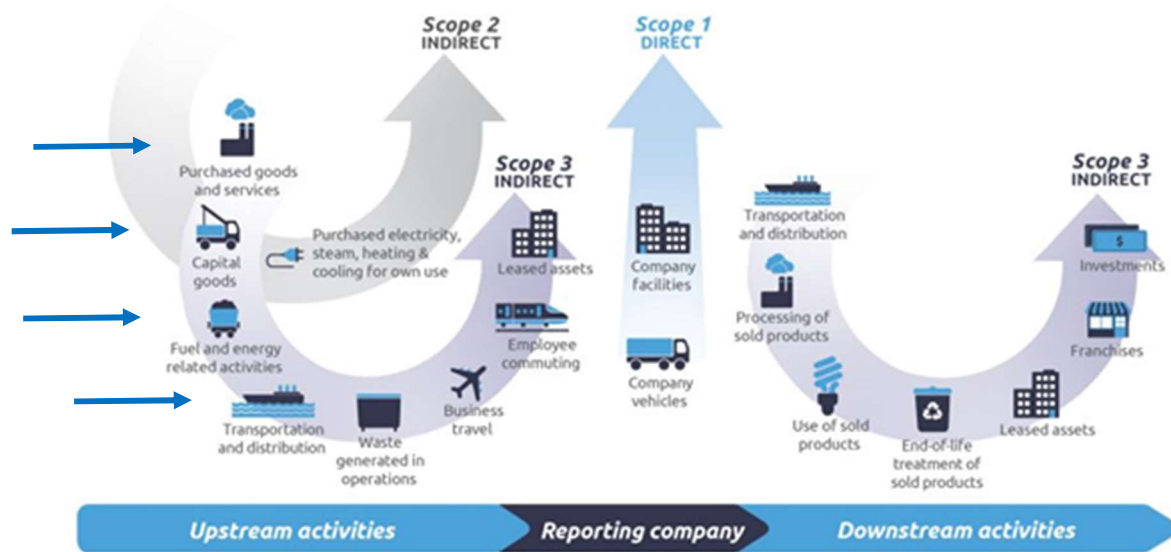 Scope 2
INDIRECT
Scope 1
DIRECT
Purchased goods
and services
Scope 3
INDIRECT
Scope 3
INDIRECT
Capital
goods
Purchased electricity,
steam, heating &
cooling for own use
Leased assets
Company
facilities
Transportation
and distribution
$
Investments
Fuel and energy
related activities
Employee
commuting
Processing of
sold products
Franchises
Transportation
and distribution
Waste
generated in
operations
Business
travel
Company
vehicles
Use of sold
products
End-of-life
treatment of
sold products
Leased assets
Upstream activities
Reporting company
Downstream activities